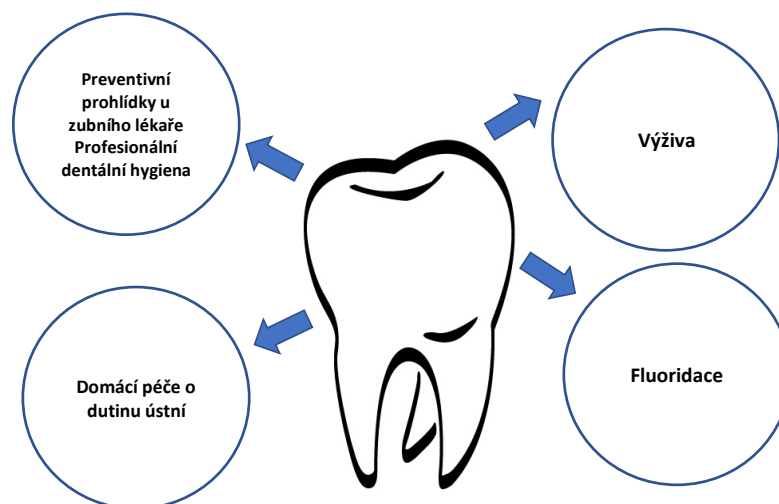 Preventivní
prohlídky u
zubního lékaře
Profesionální
dentální hygiena
Výživa
Domácí péče o
dutinu ústní
Fluoridace